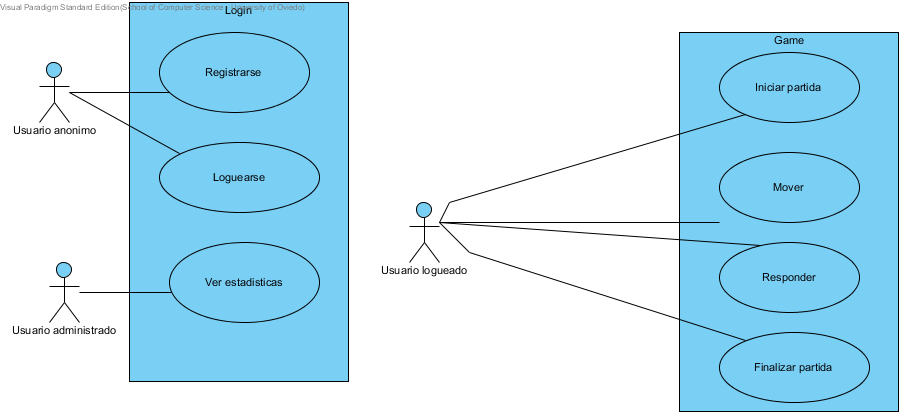 Visual Paradigm Standard Edition(School of Computer Science - University of Oviedo)
Login
Registrarse
Usuario anonimo
Loguearse
Ver estadisticas
Usuario administrado
Game
Iniciar partida
Mover
Usuario logueado
Responder
Finalizar partida